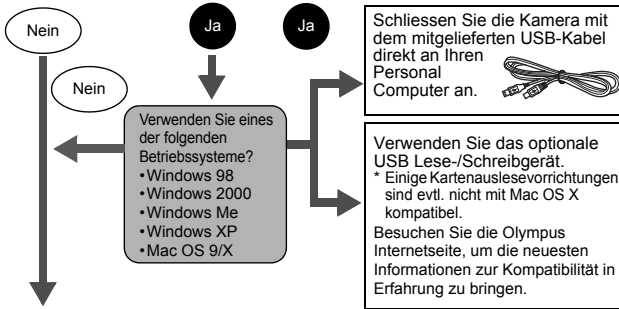 Nein
Ja
Ja
Nein
Verwenden Sie eines
der folgenden
Betriebssysteme?
•Windows 98
•Windows 2000
•Windows Me
•Windows XP
•Mac OS 9/X
Schliessen Sie die Kamera mit
dem mitgelieferten USB-Kabel
direkt an Ihren
Personal
Computer an.
Verwenden Sie das optionale
USB Lese-/Schreibgerät.
* Einige Kartenauslesevorrichtungen
sind evtl. nicht mit Mac OS X
kompatibel.
Besuchen Sie die Olympus
Internetseite, um die neuesten
Informationen zur Kompatibilität in
Erfahrung zu bringen.